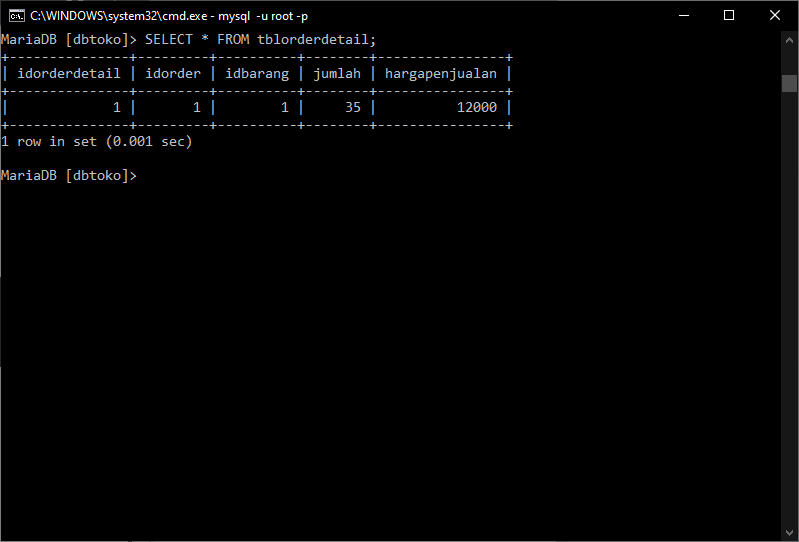 C:\WINDOWS\system32\cmd.exe - mysql  -u root -p
MariaDB [dbtoko]> SELECT * FROM tblorderdetail;
+---------------+---------+----------+--------+----------------+
| idorderdetail | idorder | idbarang | jumlah | hargapenjualan |
+---------------+---------+----------+--------+----------------+
|             1 |       1 |        1 |     35 |          12000 |
+---------------+---------+----------+--------+----------------+
1 row in set (0.001 sec)
MariaDB [dbtoko]>